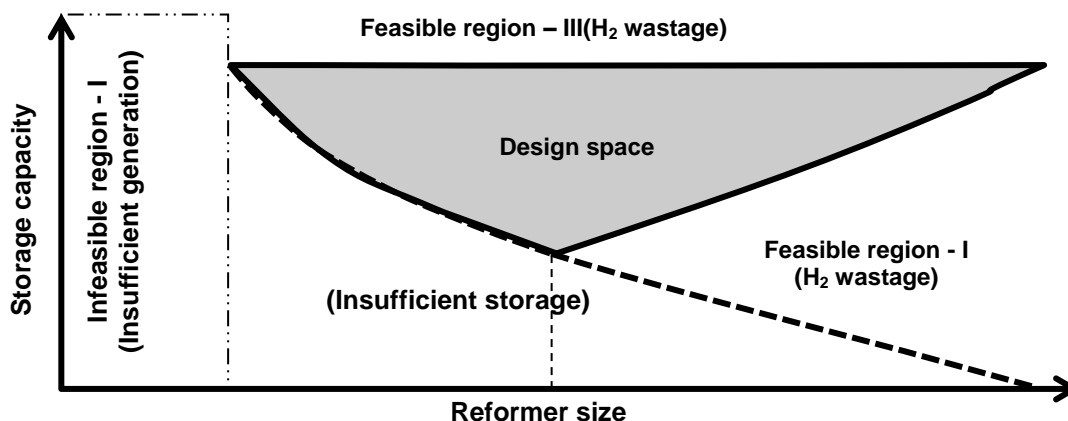 Feasible region – III(H₂ wastage)
Storage capacity
Infeasible region - I
(Insufficient generation)
Design space
Feasible region - I
(H₂ wastage)
(Insufficient storage)
Reformer size